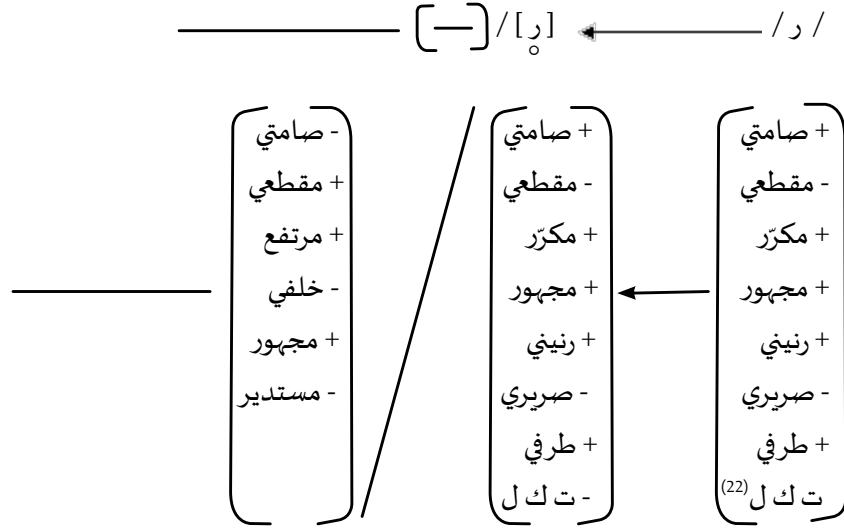 / ر / ← [ر̥] / [—] ———
+ صامتي
- مقطعي
+ مكرّر
+ مجهور
+ رنيني
- صريري
+ طرفي
ت ك ل (22)
+ صامتي
- مقطعي
+ مكرّر
+ مجهور
+ رنيني
- صريري
+ طرفي
- ت ك ل
- صامتي
+ مقطعي
+ مرتفع
- خلفي
+ مجهور
- مستدير